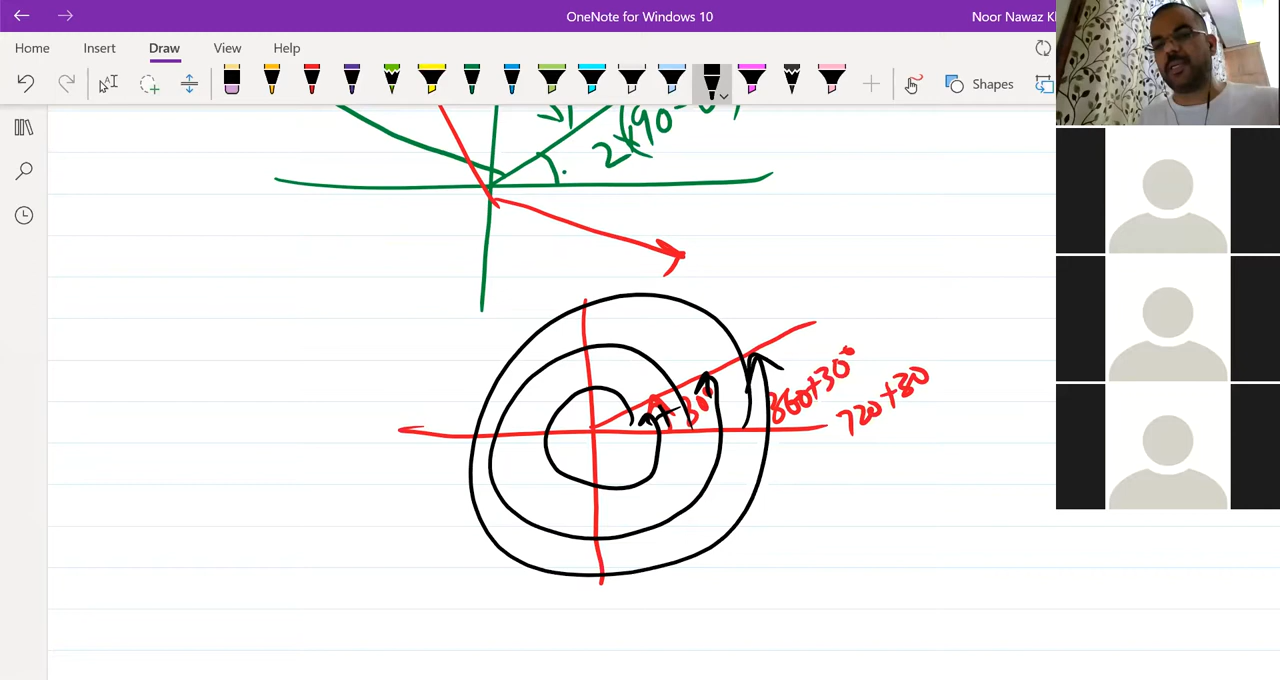 OneNote for Windows 10
Noor Nawaz Kh
Home Insert Draw View Help
Shapes
2(90-θ)
30°
360+30°
720+30